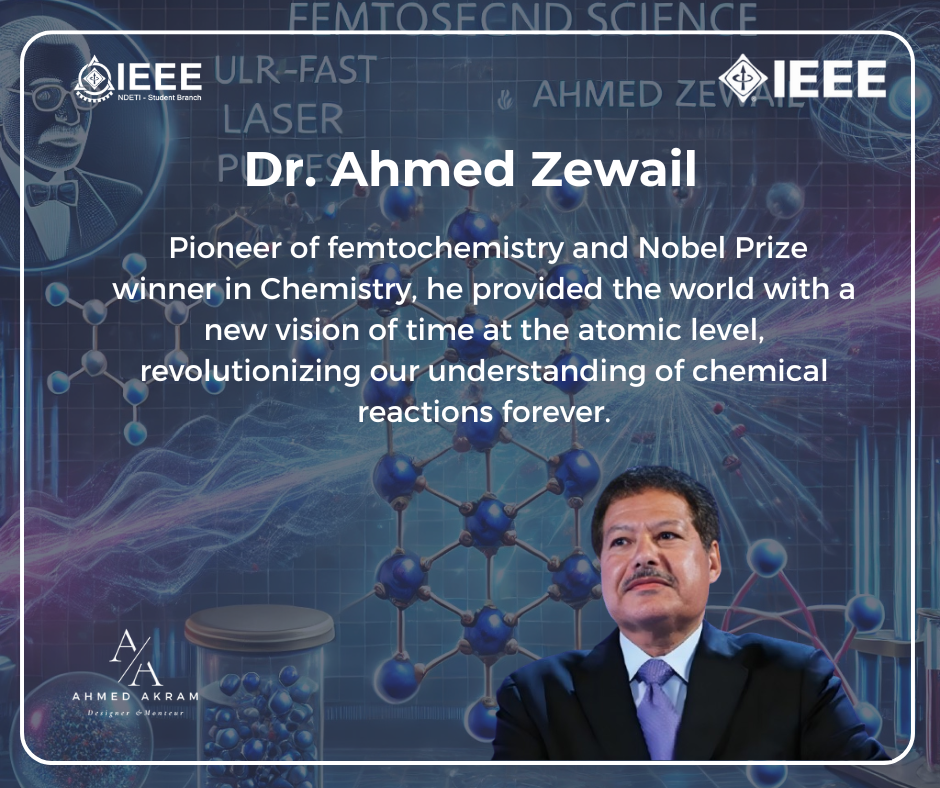 FEMTOSECND SCIENCE
IEEE
NDETI - Student Branch
ULR-FAST
LASER
PULSES
AHMED ZEWAIL
IEEE
Dr. Ahmed Zewail
Pioneer of femtochemistry and Nobel Prize
winner in Chemistry, he provided the world with a
new vision of time at the atomic level,
revolutionizing our understanding of chemical
reactions forever.
A/A
AHMED AKRAM
Designer & Monteur